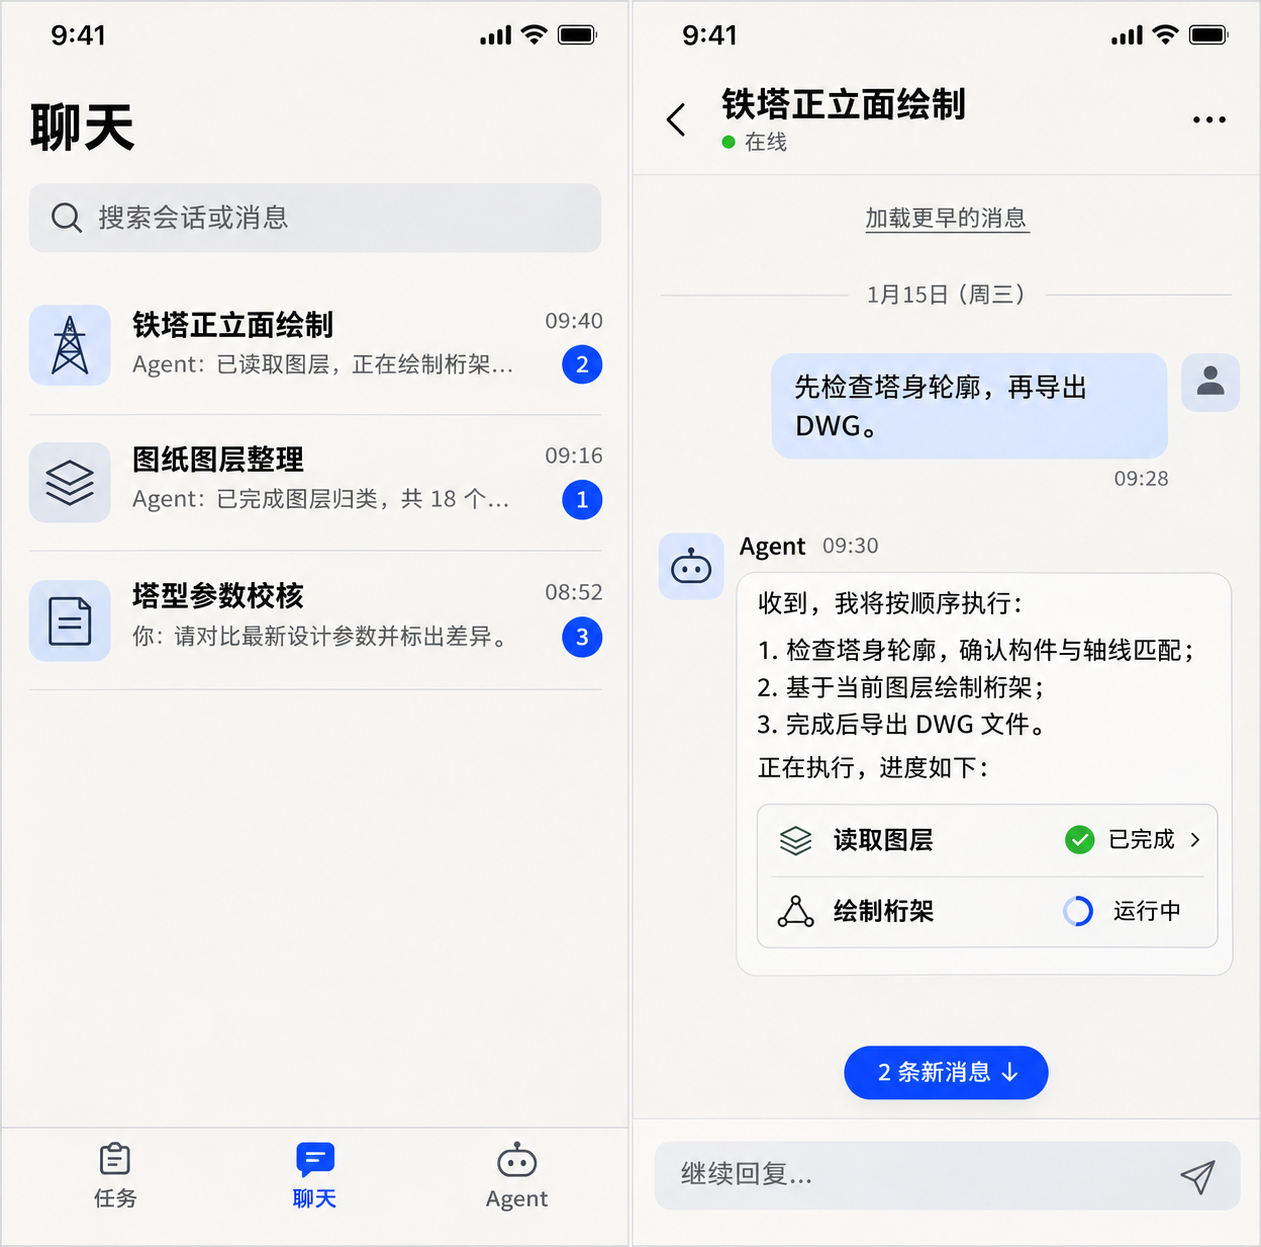 9:41
聊天
搜索会话或消息
铁塔正立面绘制
09:40
Agent：已读取图层，正在绘制桁架...
2
图纸图层整理
09:16
Agent：已完成图层归类，共 18 个...
1
塔型参数校核
08:52
你：请对比最新设计参数并标出差异。
3
任务
聊天
Agent
9:41
铁塔正立面绘制
在线
加载更早的消息
1月15日（周三）
先检查塔身轮廓，再导出
DWG。
09:28
Agent 09:30
收到，我将按顺序执行：
1. 检查塔身轮廓，确认构件与轴线匹配；
2. 基于当前图层绘制桁架；
3. 完成后导出 DWG 文件。
正在执行，进度如下：
读取图层 已完成
绘制桁架 运行中
2 条新消息 ↓
继续回复...